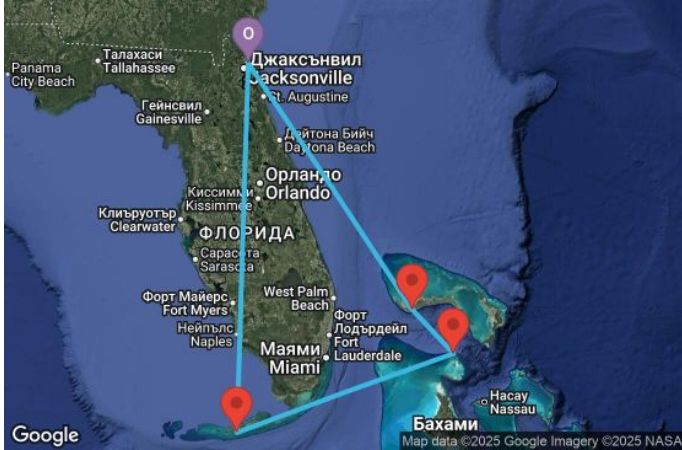 O
Джаксънвил
Jacksonville
Талахаси
Tallahassee
Panama
City Beach
St. Augustine
Гейнсвил
Gainesville
Дейтона Бийч
Daytona Beach
Орландо
Orlando
Киссимми
Kissimmee
Клиъруотър
Clearwater
ФЛОРИДА
Сарасота
Sarasota
West Palm
Beach
Форт Майерс
Fort Myers
Форт
Лодърдейл
Fort
Lauderdale
Нейпълс
Naples
Маями
Miami
Насау
Nassau
Бахами
Google
Map data ©2025 Google Imagery ©2025 NASA